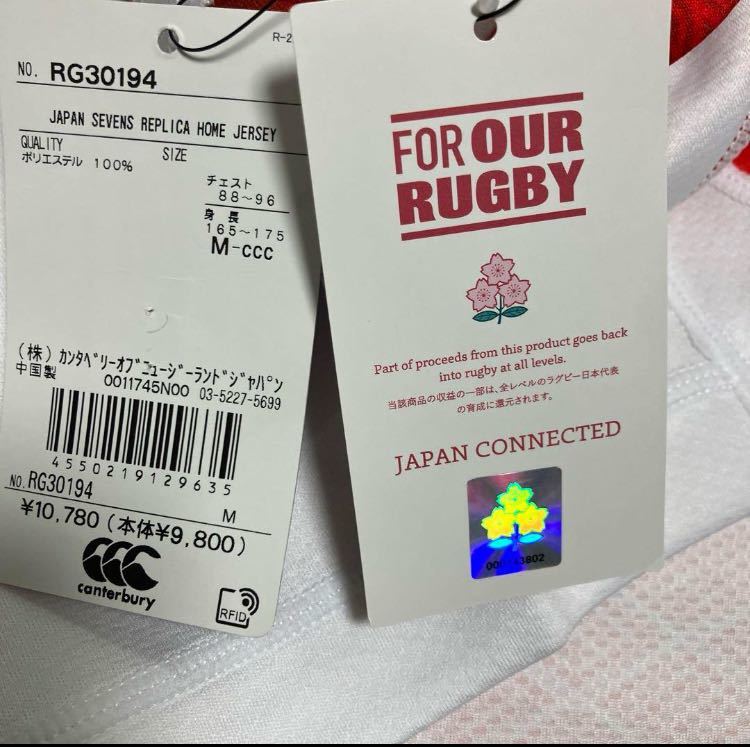 R-2
NO. RG30194
JAPAN SEVENS REPLICA HOME JERSEY
QUALITY SIZE
ポリエステル 100%
チェスト
88~96
身長
165~175
M-ccc
(株) カンタベリーオブニュージーランドジャパン
中国製 0011745N00 03-5227-5699
4550219129635
NO. RG30194 M
¥10,780 (本体¥9,800)
canterbury
RFID
FOR OUR
RUGBY
Part of proceeds from this product goes back
into rugby at all levels.
当該商品の収益の一部は、全レベルのラグビー日本代表
の育成に還元されます。
JAPAN CONNECTED